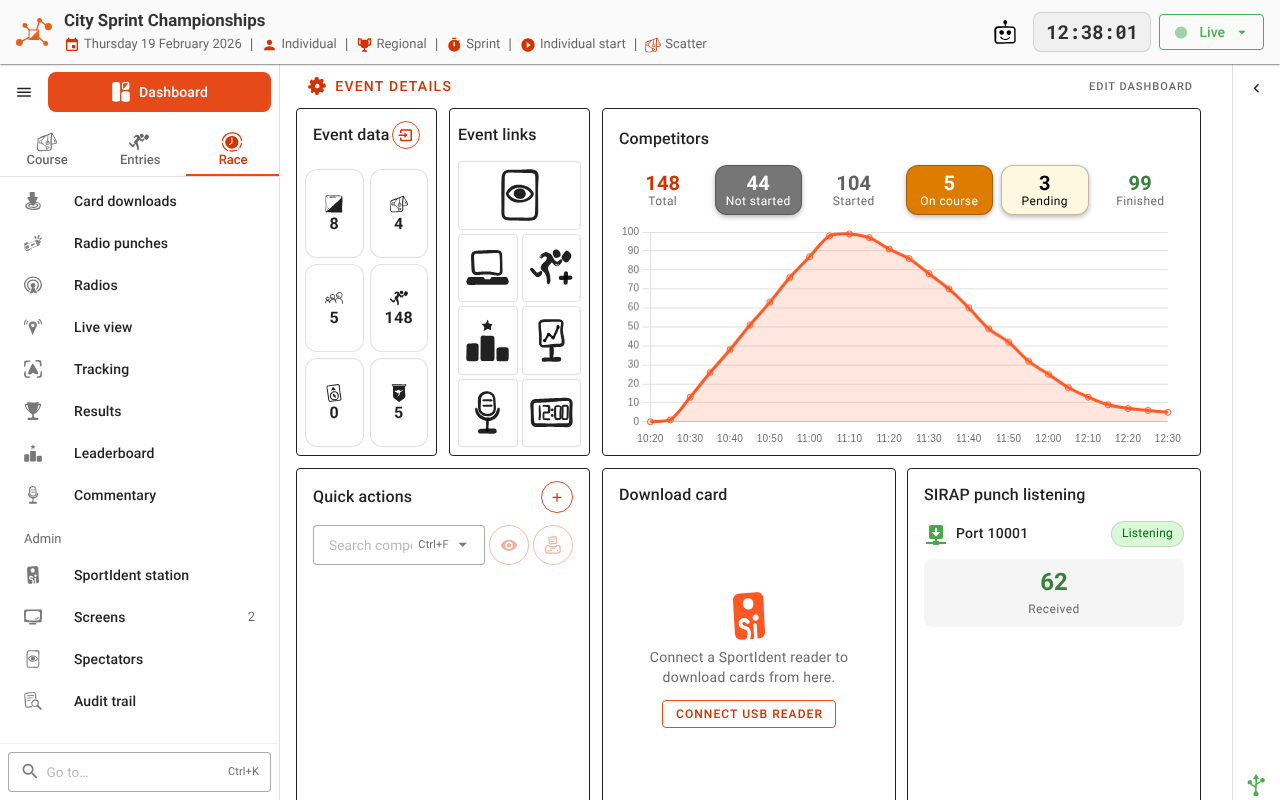 City Sprint Championships
Thursday 19 February 2026 | Individual | Regional | Sprint | Individual start | Scatter
12:38:01
Live
Dashboard
Course
Entries
Race
Card downloads
Radio punches
Radios
Live view
Tracking
Results
Leaderboard
Commentary
Admin
SportIdent station
Screens 2
Spectators
Audit trail
Go to...
Ctrl+K
EVENT DETAILS
EDIT DASHBOARD
Event data
8
4
5
148
0
5
Event links
12:00
Competitors
148
Total
44
Not started
104
Started
5
On course
3
Pending
99
Finished
100
90
80
70
60
50
40
30
20
10
0
10:20 10:30 10:40 10:50 11:00 11:10 11:20 11:30 11:40 11:50 12:00 12:10 12:20 12:30
Quick actions
Search comp
Ctrl+F
Download card
Si
Connect a SportIdent reader to
download cards from here.
CONNECT USB READER
SIRAP punch listening
Port 10001
Listening
62
Received